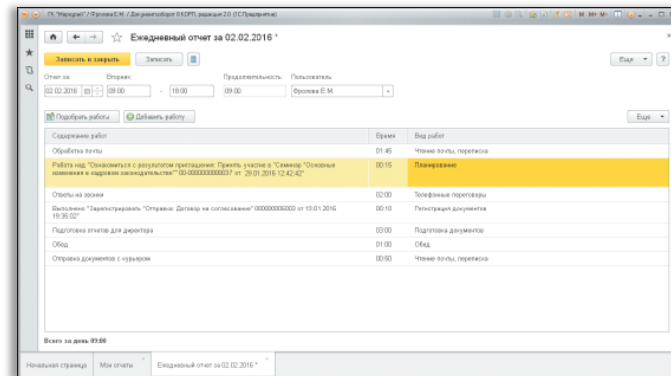 ГК "Меркурий" / Фролова Е.М. / Документооборот 8 КОРП, редакция 2.0 (1С:Предприятие)
M M+ M-
Ежедневный отчет за 02.02.2016 *
Записать и закрыть Записать Еще ?
Отчет за: Вторник: Продолжительность: Пользователь:
02.02.2016 09:00 - 18:00 09:00 Фролова Е.М.
Подобрать работы Добавить работу Еще
Содержание работ Время Вид работ
Обработка почты 01:45 Чтение почты, переписка
Работа над "Ознакомиться с результатом приглашения: Принять участие в "Семинар "Основные 00:15 Планирование
изменения в кадровом законодательстве"" 00-0000000000037 от 29.01.2016 12:42:42"
Ответы на звонки 02:00 Телефонные переговоры
Выполнено "Зарегистрировать "Отправка: Договор на согласование" 000000006003 от 13.01.2016 00:10 Регистрация документов
19:35:02"
Подготовка отчетов для директора 03:00 Подготовка документов
Обед 01:00 Обед
Отправка документов с курьером 00:50 Чтение почты, переписка
Всего за день 09:00
Начальная страница Мои отчеты Ежедневный отчет за 02.02.2016 *